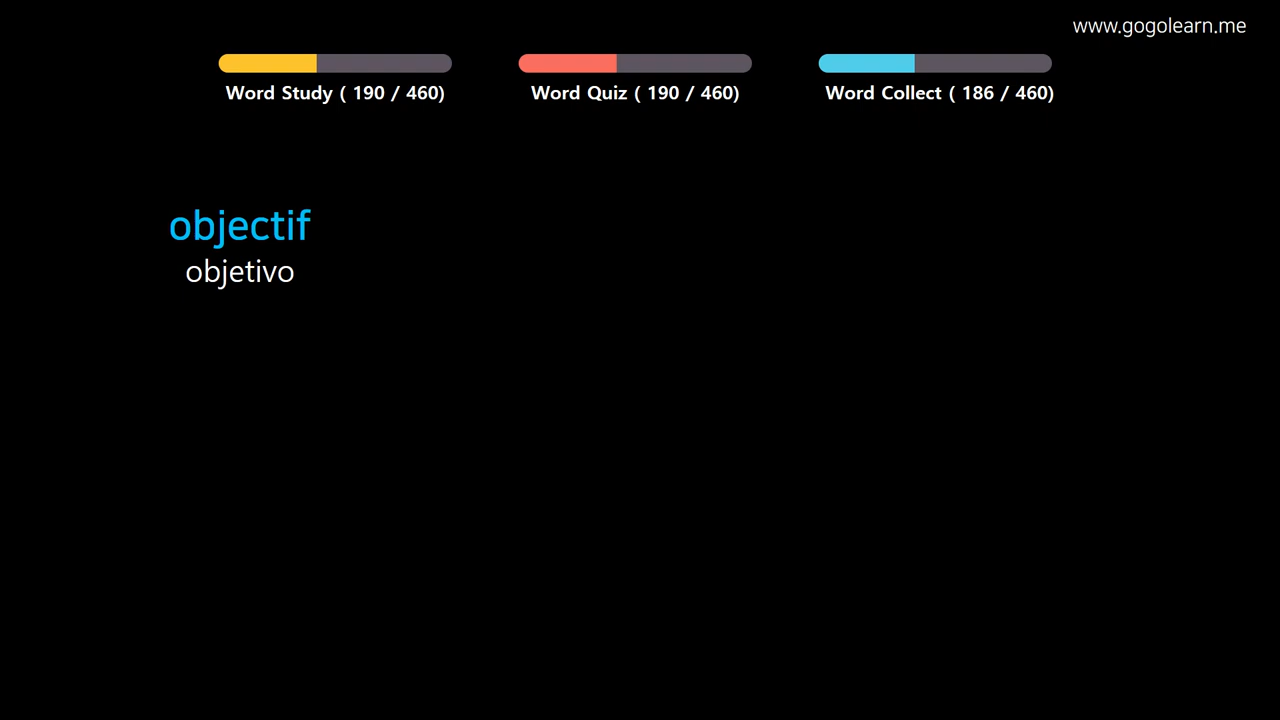 www.gogolearn.me
Word Study ( 190 / 460)
Word Quiz ( 190 / 460)
Word Collect ( 186 / 460)
objectif
objetivo